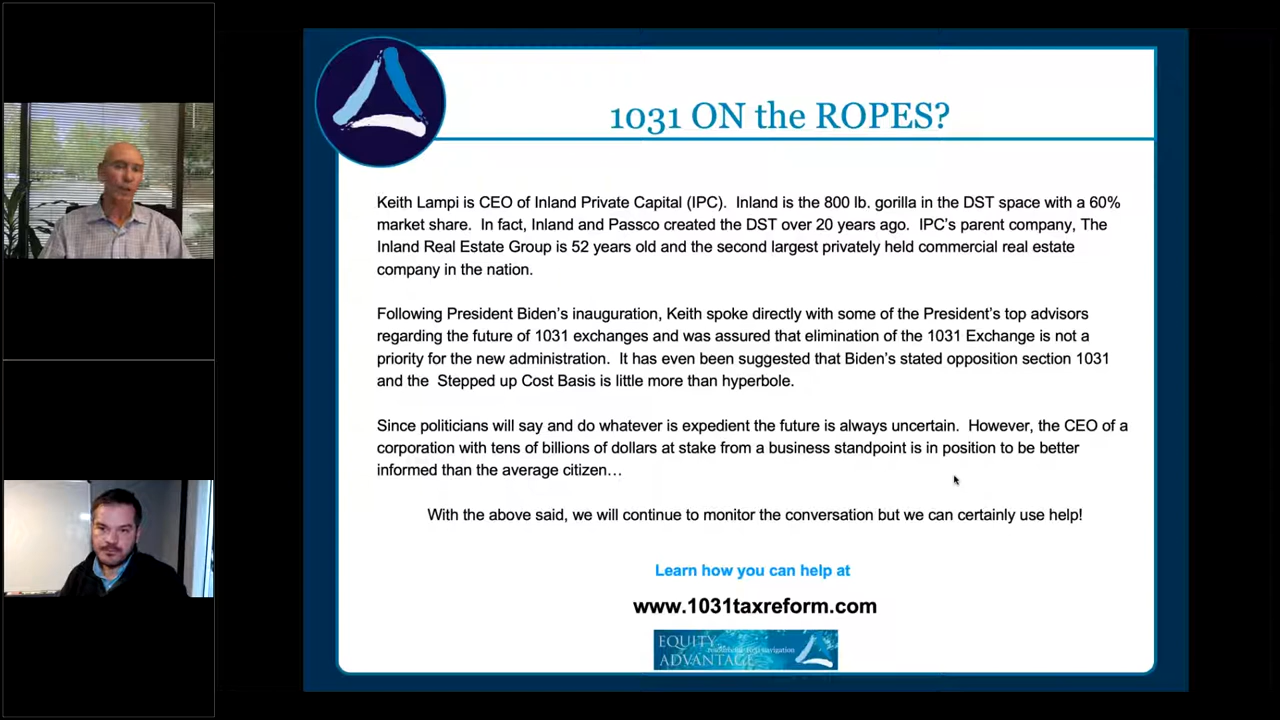 1031 ON the ROPES?
Keith Lampi is CEO of Inland Private Capital (IPC). Inland is the 800 lb. gorilla in the DST space with a 60%
market share. In fact, Inland and Passco created the DST over 20 years ago. IPC's parent company, The
Inland Real Estate Group is 52 years old and the second largest privately held commercial real estate
company in the nation.
Following President Biden's inauguration, Keith spoke directly with some of the President's top advisors
regarding the future of 1031 exchanges and was assured that elimination of the 1031 Exchange is not a
priority for the new administration. It has even been suggested that Biden's stated opposition section 1031
and the Stepped up Cost Basis is little more than hyperbole.
Since politicians will say and do whatever is expedient the future is always uncertain. However, the CEO of a
corporation with tens of billions of dollars at stake from a business standpoint is in position to be better
informed than the average citizen…
With the above said, we will continue to monitor the conversation but we can certainly use help!
Learn how you can help at
www.1031taxreform.com
EQUITY
ADVANTAGE